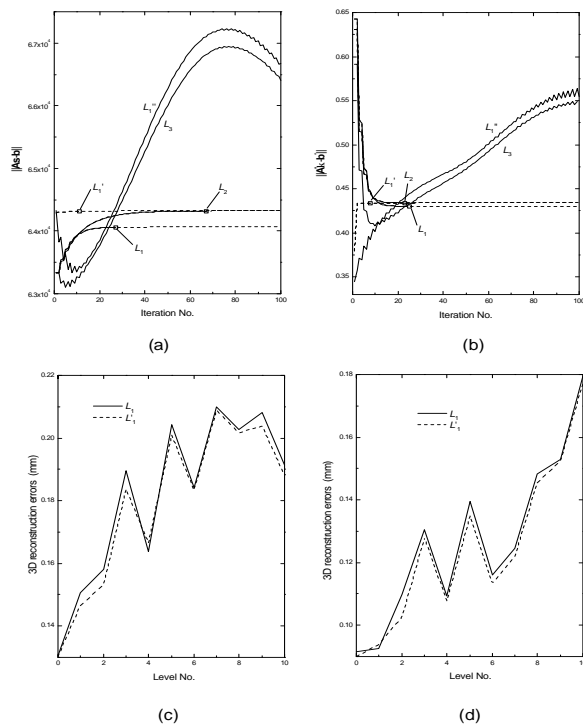 6.7x10⁴
6.6x10⁴
6.5x10⁴
6.4x10⁴
6.3x10⁴
||As-b||
L₁''
L₃
L₁'
L₂
L₁
0 20 40 60 80 100
Iteration No.
(a)
0.65
0.60
0.55
0.50
0.45
0.40
0.35
L₁''
L₃
L₁'
L₂
L₁
0 20 40 60 80 100
Iteration No.
(b)
0.22
0.20
0.18
0.16
0.14
3D reconstruction errors (mm)
L₁
L'₁
0 2 4 6 8 10
Level No.
(c)
0.18
0.16
0.14
0.12
0.10
3D reconstruction errors (mm)
L₁
L'₁
0 2 4 6 8 10
Level No.
(d)